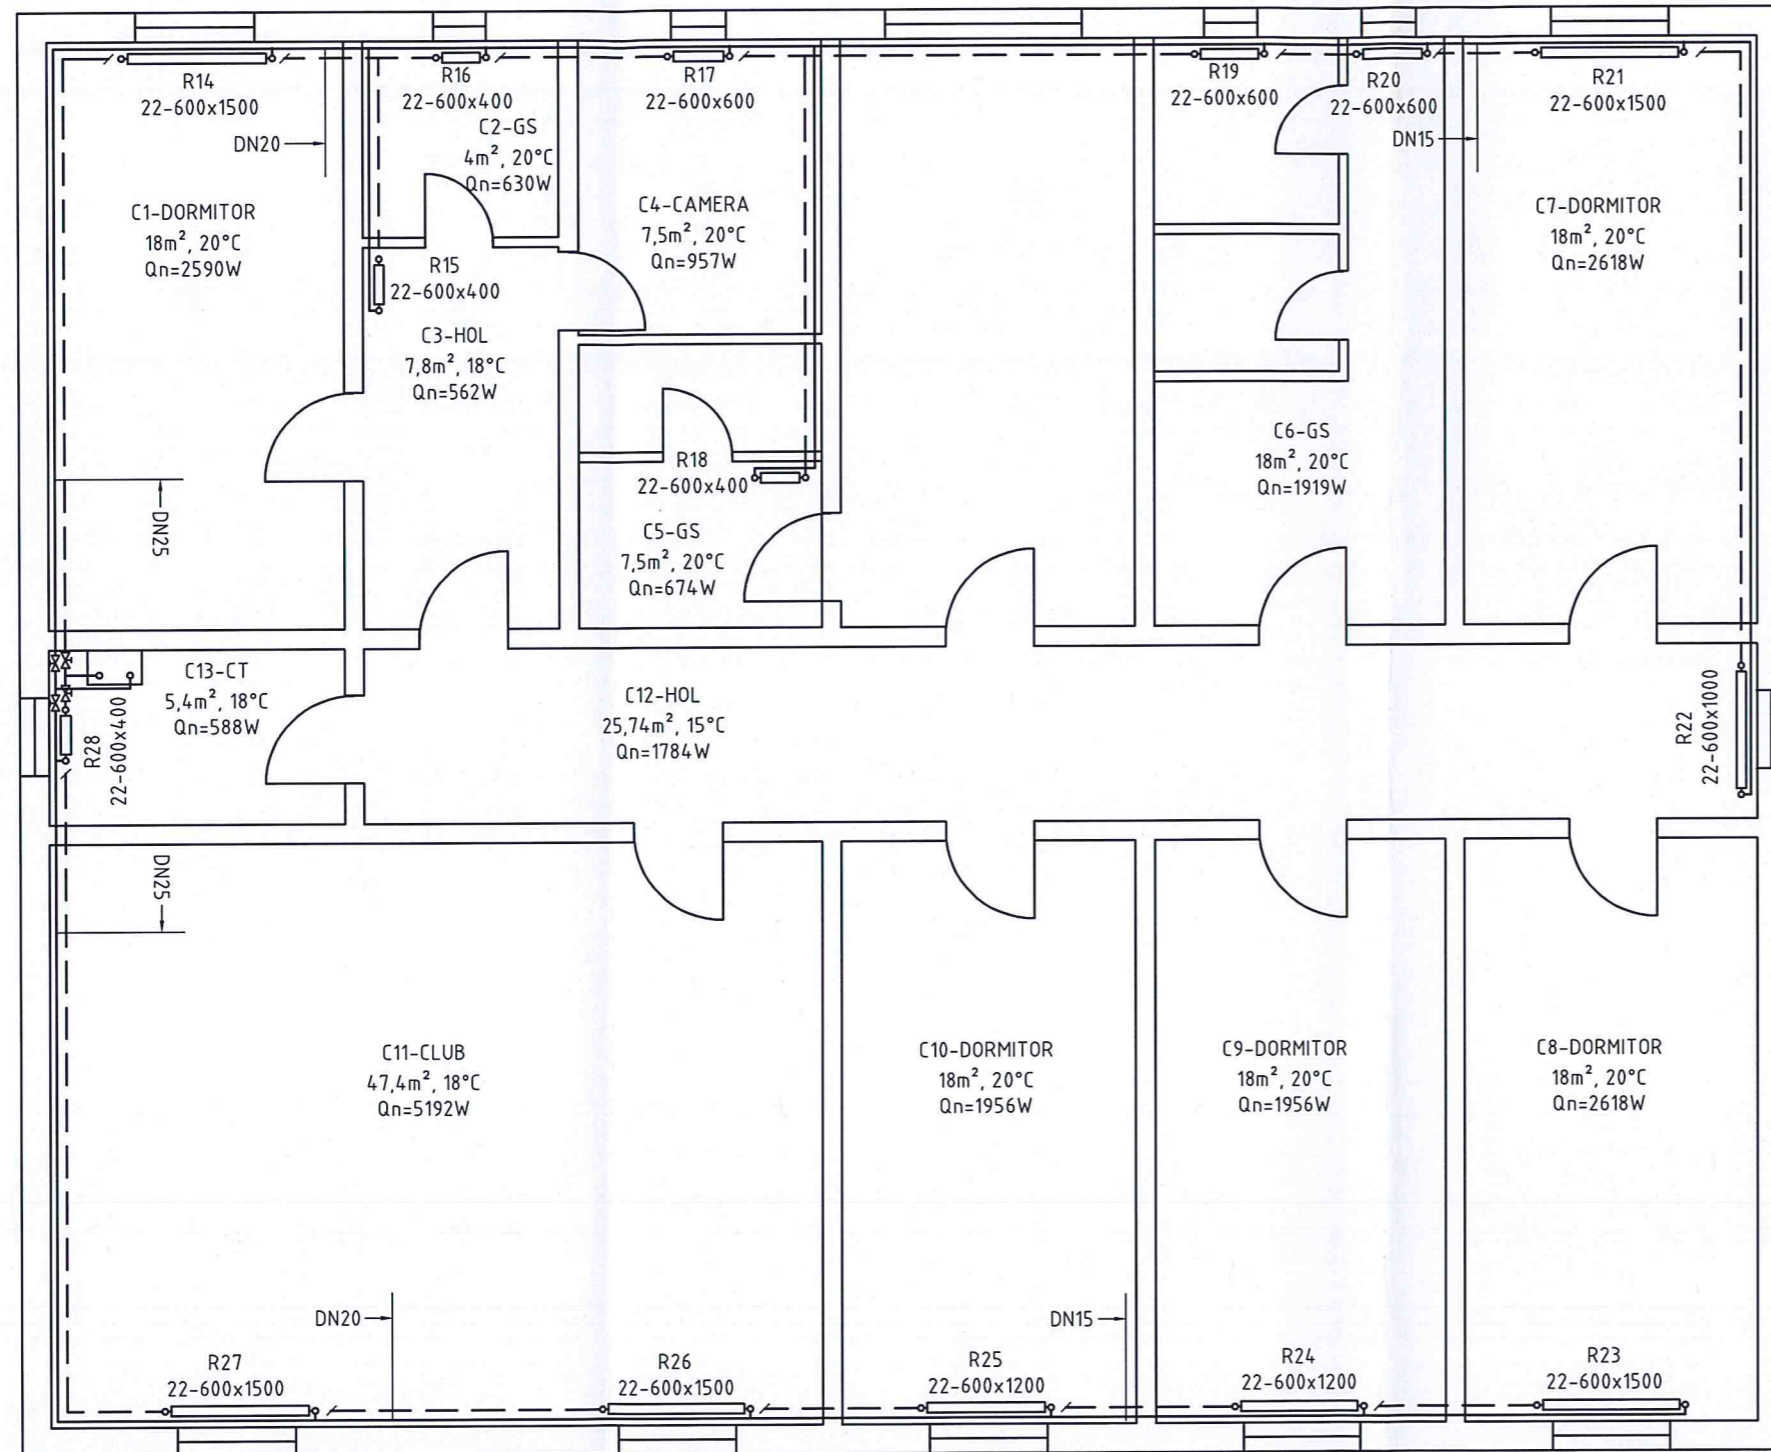 R14
22-600x1500
R16
22-600x400
R17
22-600x600
R19
22-600x600
R20
22-600x600
R21
22-600x1500
DN20
DN15
C2-GS
4m², 20°C
Qn=630W
C1-DORMITOR
18m², 20°C
Qn=2590W
C4-CAMERA
7,5m², 20°C
Qn=957W
C7-DORMITOR
18m², 20°C
Qn=2618W
R15
22-600x400
C3-HOL
7,8m², 18°C
Qn=562W
C6-GS
18m², 20°C
Qn=1919W
R18
22-600x400
DN25
C5-GS
7,5m², 20°C
Qn=674W
C13-CT
5,4m², 18°C
Qn=588W
R28
22-600x400
C12-HOL
25,74m², 15°C
Qn=1784W
R22
22-600x1000
DN25
C11-CLUB
47,4m², 18°C
Qn=5192W
C10-DORMITOR
18m², 20°C
Qn=1956W
C9-DORMITOR
18m², 20°C
Qn=1956W
C8-DORMITOR
18m², 20°C
Qn=2618W
DN20
DN15
R27
22-600x1500
R26
22-600x1500
R25
22-600x1200
R24
22-600x1200
R23
22-600x1500